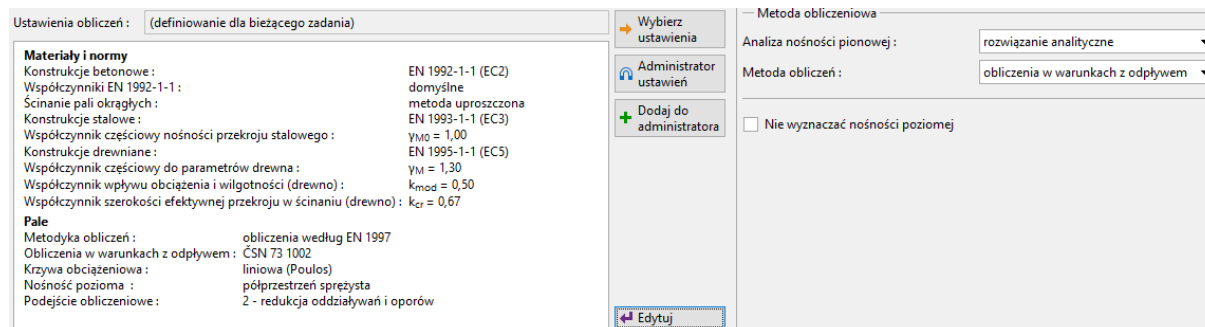 Ustawienia obliczeń : (definiowanie dla bieżącego zadania)
Materiały i normy
Konstrukcje betonowe : EN 1992-1-1 (EC2)
Współczynniki EN 1992-1-1 : domyślne
Ścinanie pali okrągłych : metoda uproszczona
Konstrukcje stalowe : EN 1993-1-1 (EC3)
Współczynnik częściowy nośności przekroju stalowego : γM0 = 1,00
Konstrukcje drewniane : EN 1995-1-1 (EC5)
Współczynnik częściowy do parametrów drewna : γM = 1,30
Współczynnik wpływu obciążenia i wilgotności (drewno) : kmod = 0,50
Współczynnik szerokości efektywnej przekroju w ścinaniu (drewno) : kcr = 0,67
Pale
Metodyka obliczeń : obliczenia według EN 1997
Obliczenia w warunkach z odpływem : ČSN 73 1002
Krzywa obciążeniowa : liniowa (Poulos)
Nośność pozioma : półprzestrzeń sprężysta
Podejście obliczeniowe : 2 - redukcja oddziaływań i oporów
Wybierz
ustawienia
Administrator
ustawień
Dodaj do
administratora
Edytuj
Metoda obliczeniowa
Analiza nośności pionowej : rozwiązanie analityczne
Metoda obliczeń : obliczenia w warunkach z odpływem
Nie wyznaczać nośności poziomej